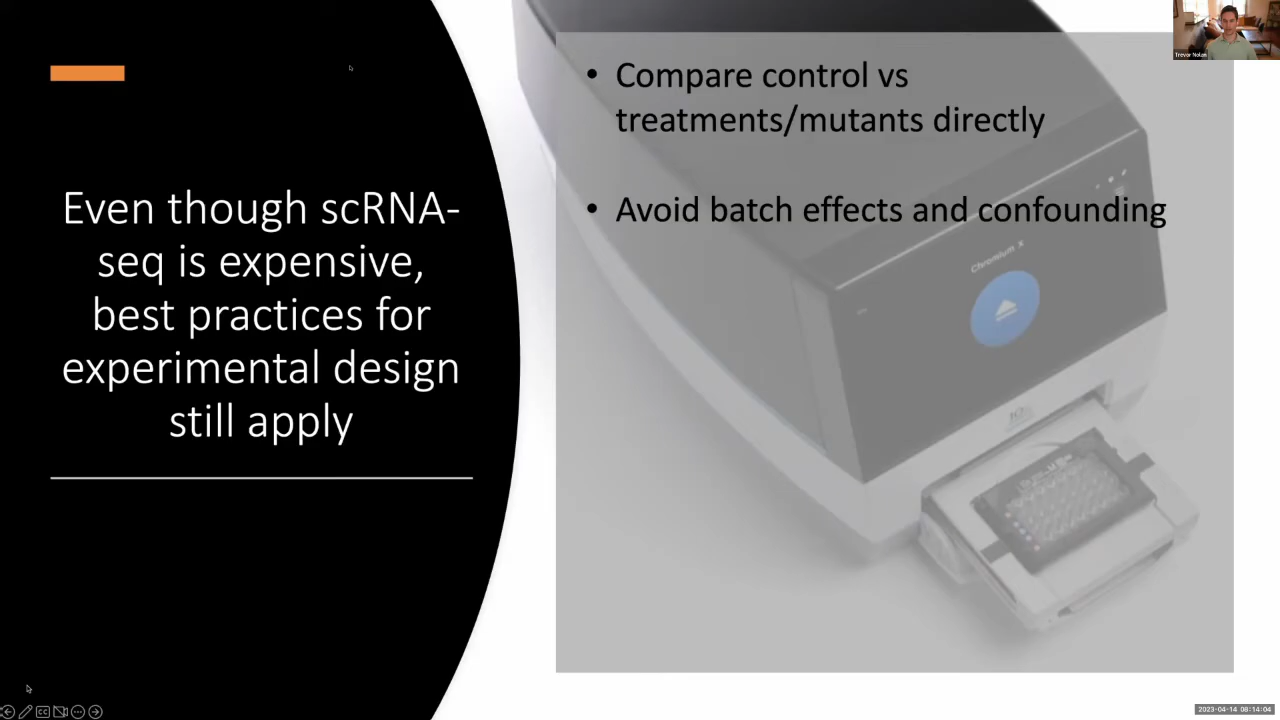 Even though scRNA-
seq is expensive,
best practices for
experimental design
still apply
• Compare control vs
treatments/mutants directly
• Avoid batch effects and confounding
Chromium X
Trevor Nolan
2023-04-14 08:14:04